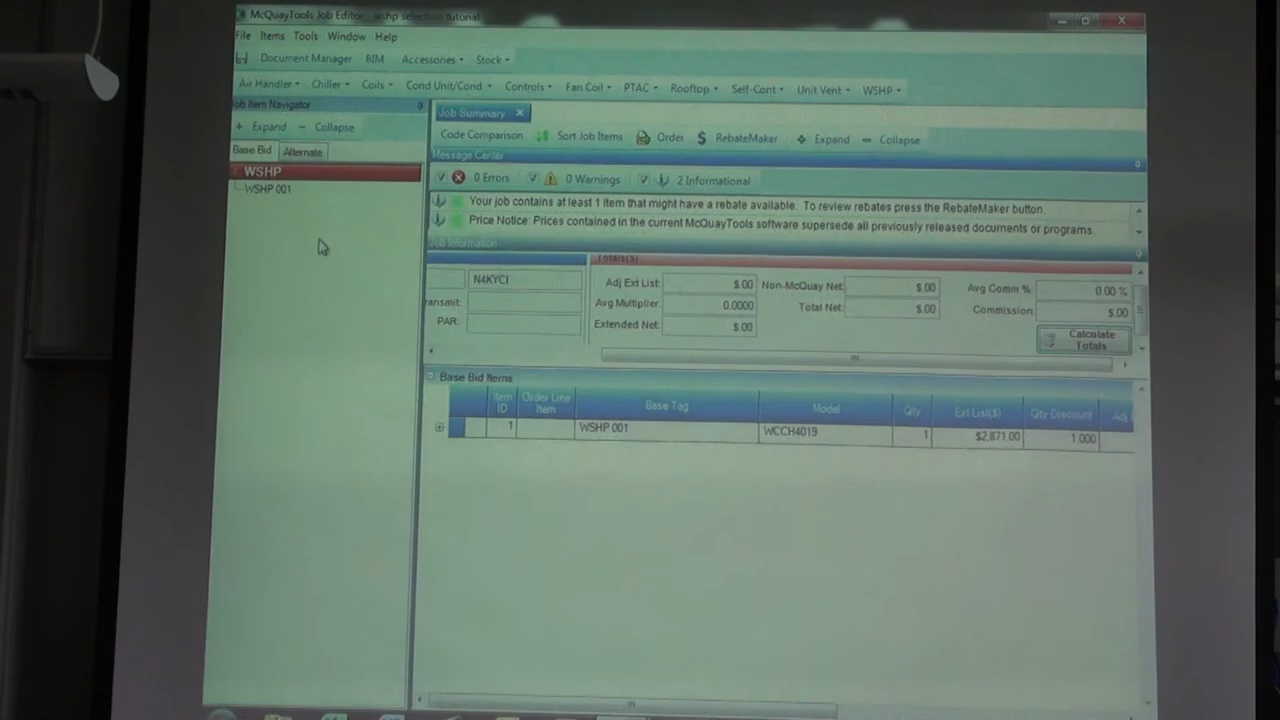 McQuayTools Job Editor - wshp selection tutorial
File Items Tools Window Help
Document Manager BIM Accessories Stock
Air Handler Chiller Coils Cond Unit/Cond Controls Fan Coil PTAC Rooftop Self-Cont Unit Vent WSHP
Job Item Navigator
+ Expand - Collapse
Base Bid Alternate
WSHP
WSHP 001
Job Summary
Code Comparison Sort Job Items Order $ RebateMaker Expand Collapse
Message Center
0 Errors 0 Warnings 2 Informational
Your job contains at least 1 item that might have a rebate available. To review rebates press the RebateMaker button.
Price Notice: Prices contained in the current McQuayTools software supersede all previously released documents or programs.
Job Information
Totals($)
N4KYCI
ransmit:
PAR:
Adj Ext List: $.00 Non-McQuay Net: $.00 Avg Comm %: 0.00 %
Avg Multiplier: 0.0000 Total Net: $.00 Commission: $.00
Extended Net: $.00
Calculate
Totals
Base Bid Items
Item ID Order Line Item Base Tag Model Qty Ext List($) Qty Discount Adj
1 WSHP 001 WCCH4019 1 $2,871.00 1.000